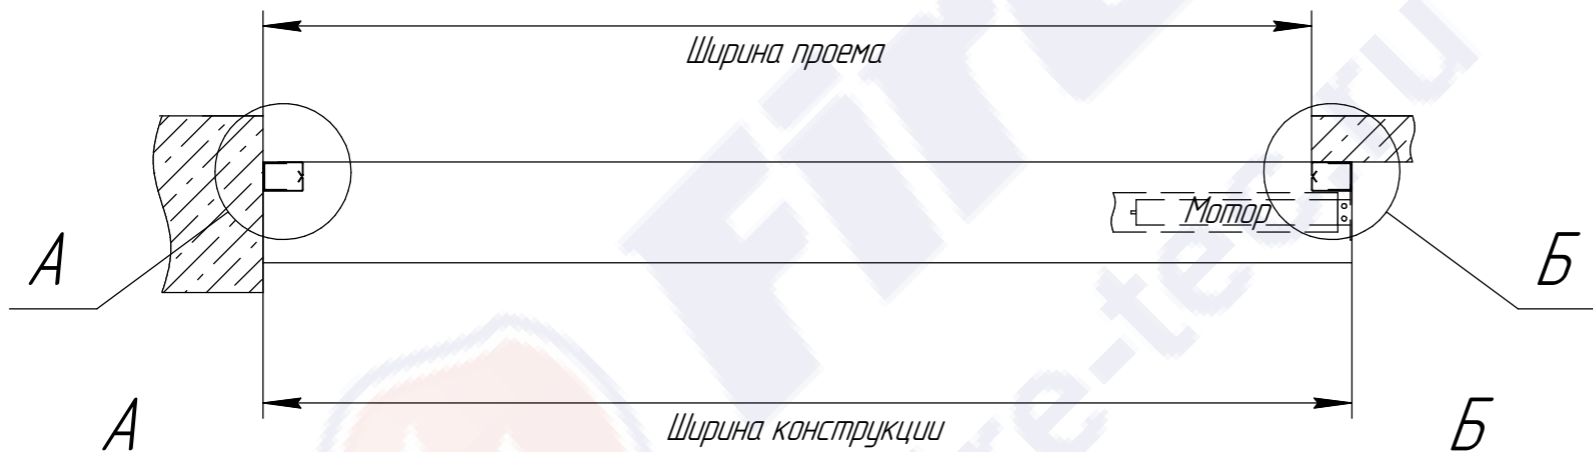 Ширина проема
Мотор
А
Б
Ширина конструкции
А
Б